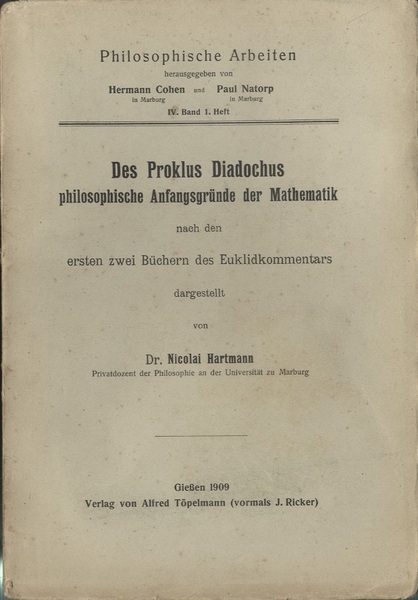 Philosophische Arbeiten
herausgegeben von
Hermann Cohen und Paul Natorp
in Marburg in Marburg
IV. Band 1. Heft
Des Proklus Diadochus
philosophische Anfangsgründe der Mathematik
nach den
ersten zwei Büchern des Euklidkommentars
dargestellt
von
Dr. Nicolai Hartmann
Privatdozent der Philosophie an der Universität zu Marburg
Gießen 1909
Verlag von Alfred Töpelmann (vormals J. Ricker)